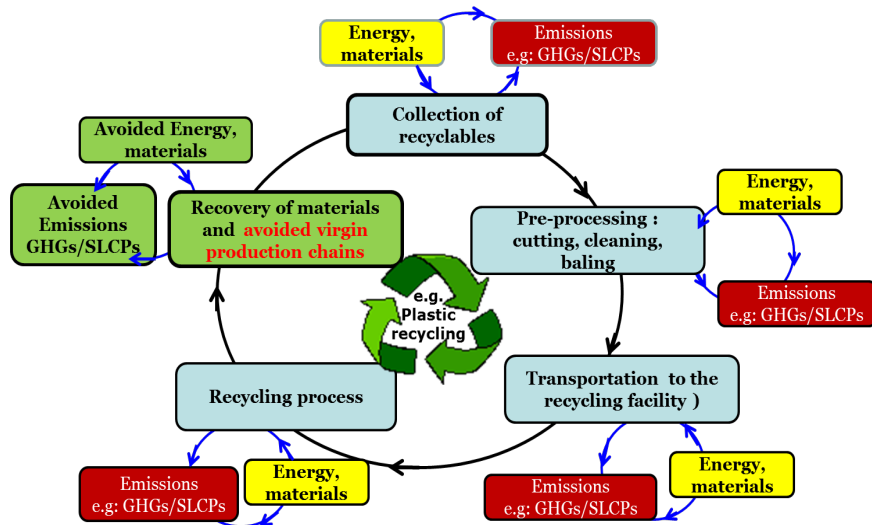 Energy,
materials
Emissions
e.g: GHGs/SLCPs
Collection of
recyclables
Avoided Energy,
materials
Avoided
Emissions
GHGs/SLCPs
Recovery of materials
and avoided virgin
production chains
Energy,
materials
Pre-processing :
cutting, cleaning,
baling
Emissions
e.g: GHGs/SLCPs
e.g.
Plastic
recycling
Transportation  to the
recycling facility )
Recycling process
Energy,
materials
Emissions
e.g: GHGs/SLCPs
Energy,
materials
Emissions
e.g: GHGs/SLCPs